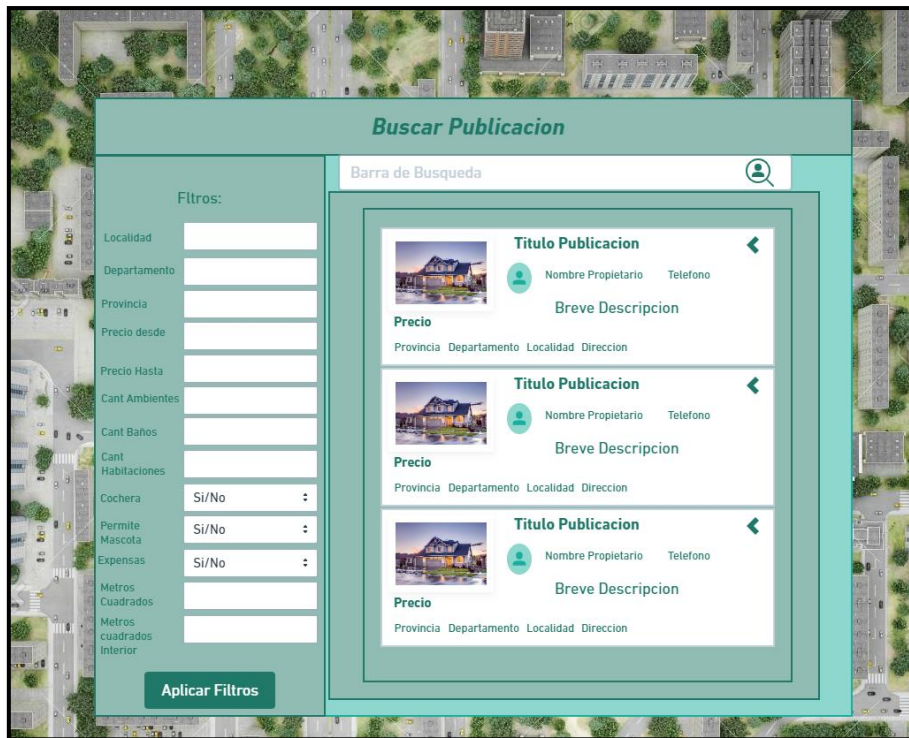 Buscar Publicacion
Barra de Busqueda
Fltros:
Localidad
Departamento
Provincia
Precio desde
Precio Hasta
Cant Ambientes
Cant Baños
Cant
Habitaciones
Cochera
Si/No
Permite
Mascota
Si/No
Expensas
Si/No
Metros
Cuadrados
Metros
cuadrados
Interior
Aplicar Filtros
Titulo Publicacion
Nombre Propietario Telefono
Breve Descripcion
Precio
Provincia Departamento Localidad Direccion
Titulo Publicacion
Nombre Propietario Telefono
Breve Descripcion
Precio
Provincia Departamento Localidad Direccion
Titulo Publicacion
Nombre Propietario Telefono
Breve Descripcion
Precio
Provincia Departamento Localidad Direccion